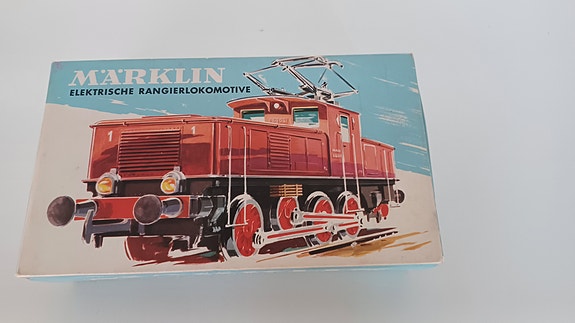 MÄRKLIN
ELEKTRISCHE RANGIERLOKOMOTIVE
1 1